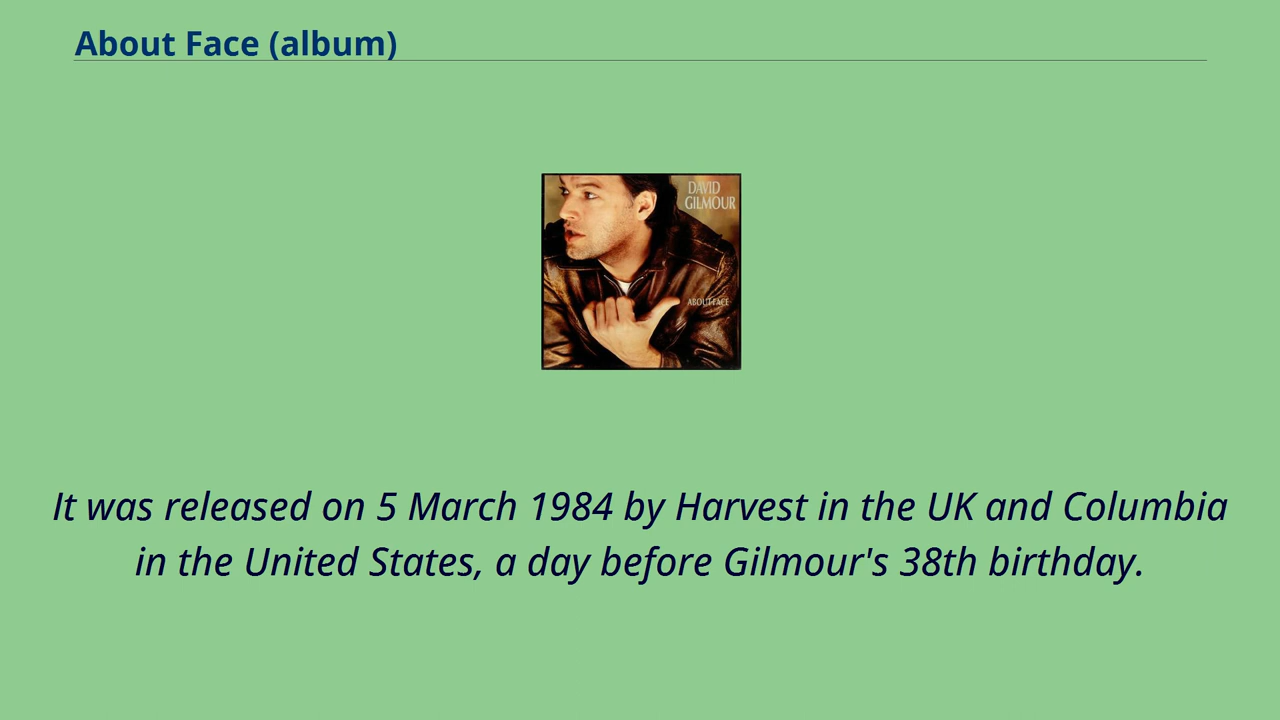 About Face (album)
DAVID
GILMOUR
ABOUT FACE
It was released on 5 March 1984 by Harvest in the UK and Columbia
in the United States, a day before Gilmour's 38th birthday.